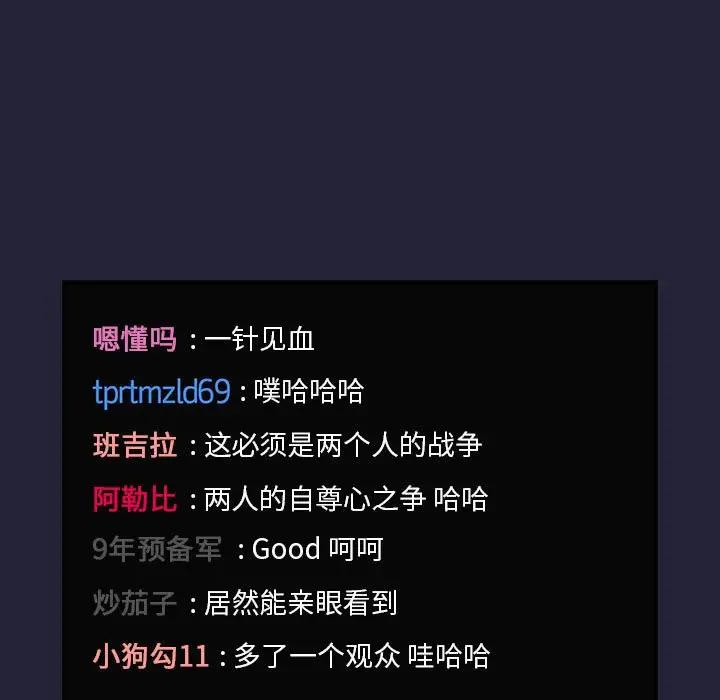 嗯懂吗 : 一针见血
tprtmzld69 : 噗哈哈哈
班吉拉 : 这必须是两个人的战争
阿勒比 : 两人的自尊心之争 哈哈
9年预备军 : Good 呵呵
炒茄子 : 居然能亲眼看到
小狗勾11 : 多了一个观众 哇哈哈